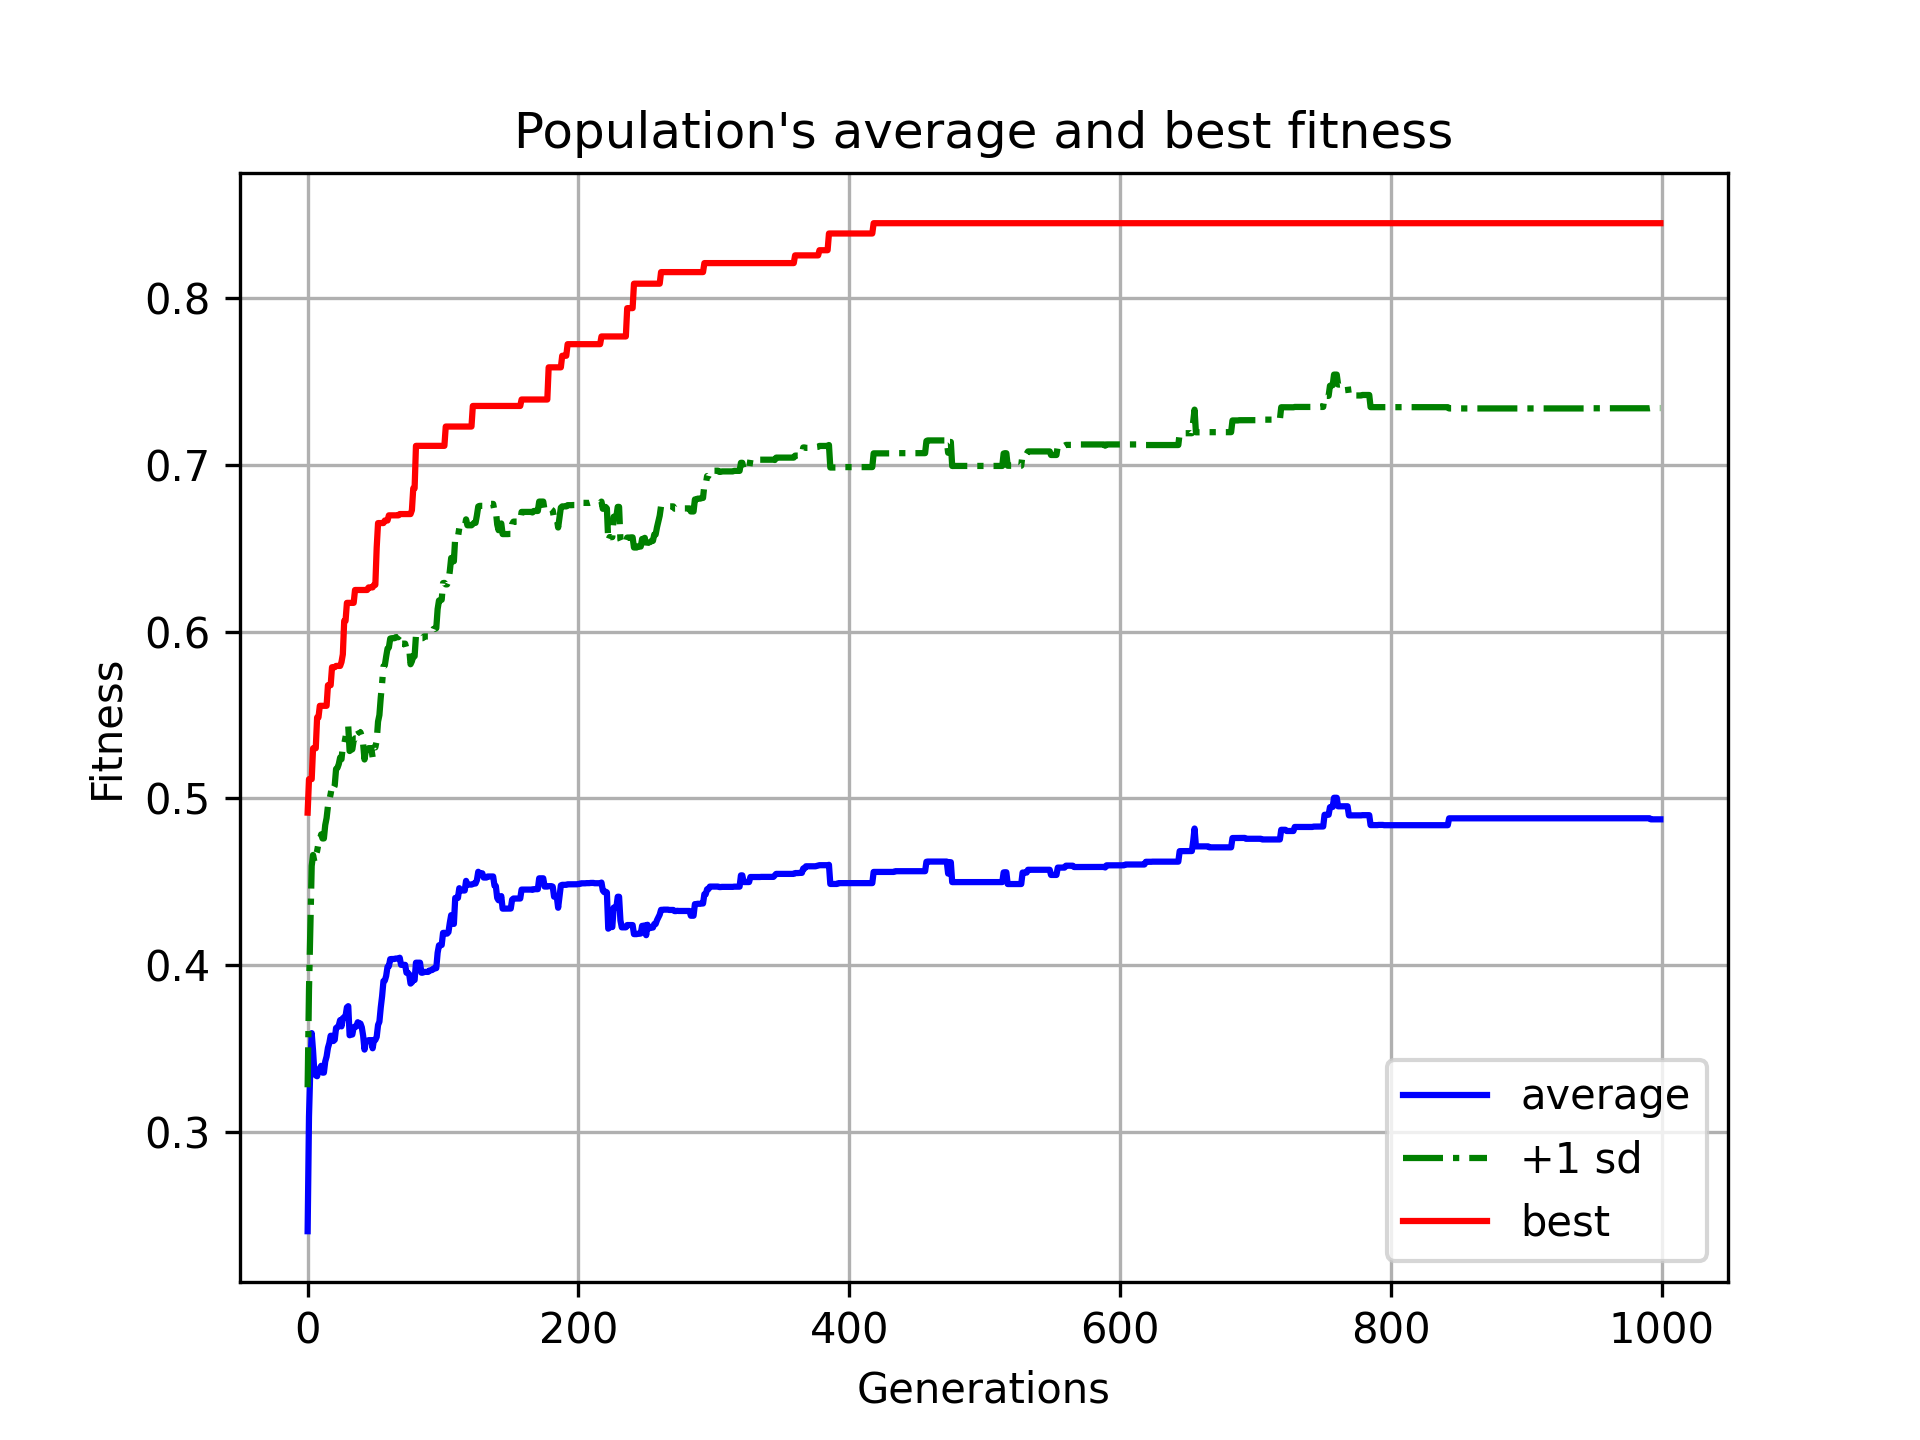 Population's average and best fitness
Fitness
0.8
0.7
0.6
0.5
0.4
0.3
0 200 400 600 800 1000
Generations
average
+1 sd
best